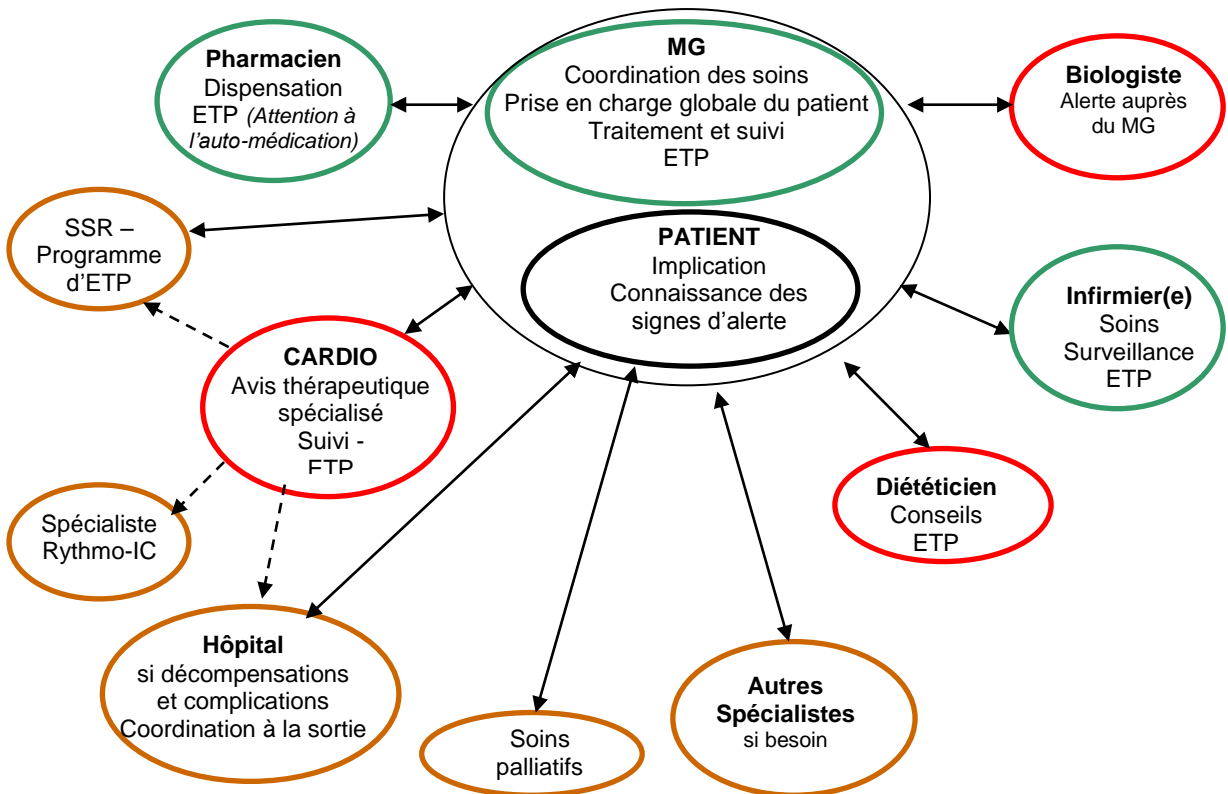 MG
Coordination des soins
Prise en charge globale du patient
Traitement et suivi
ETP
Pharmacien
Dispensation
ETP (Attention à
l'auto-médication)
Biologiste
Alerte auprès
du MG
SSR –
Programme
d'ETP
PATIENT
Implication
Connaissance des
signes d'alerte
Infirmier(e)
Soins
Surveillance
ETP
CARDIO
Avis thérapeutique
spécialisé
Suivi -
ETP
Diététicien
Conseils
ETP
Spécialiste
Rythmo-IC
Hôpital
si décompensations
et complications
Coordination à la sortie
Soins
palliatifs
Autres
Spécialistes
si besoin